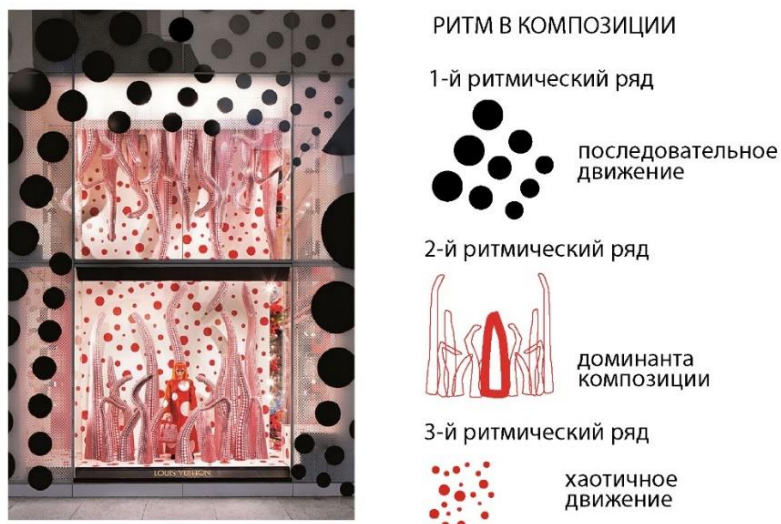 РИТМ В КОМПОЗИЦИИ
1-й ритмический ряд
последовательное
движение
2-й ритмический ряд
доминанта
композиции
3-й ритмический ряд
хаотичное
движение
LOUIS VUITTON